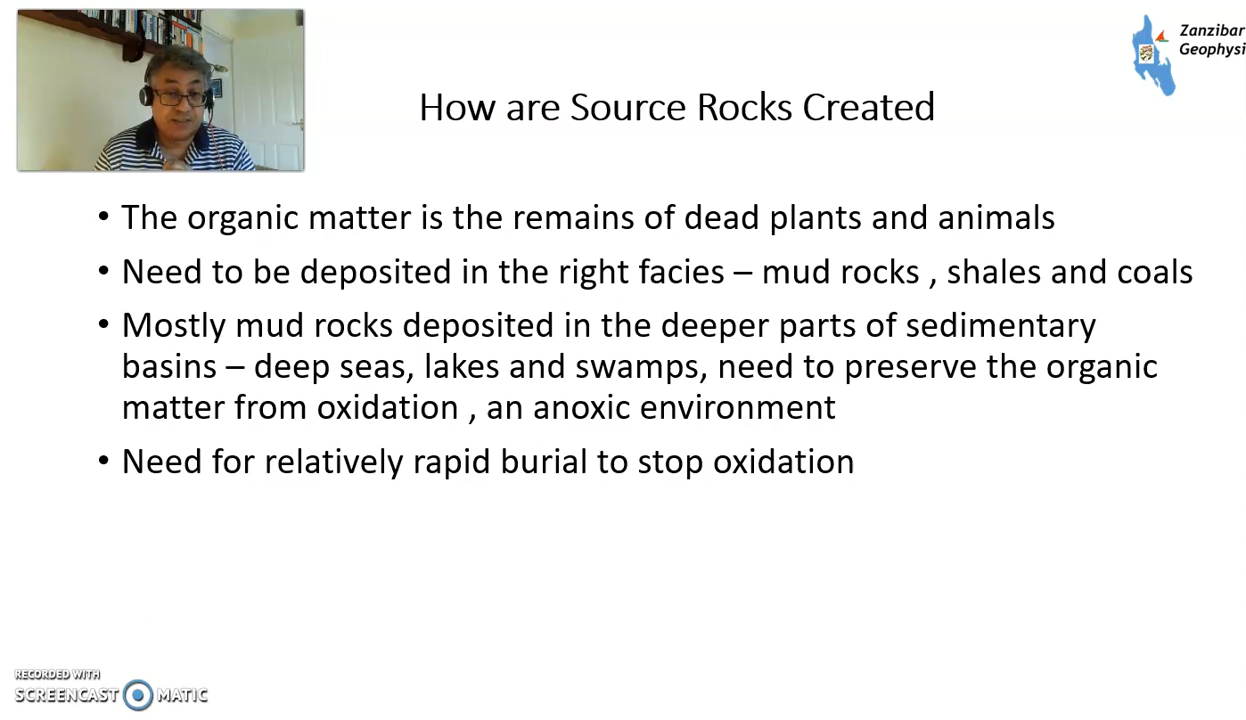 Zanzibar
Geophysi
How are Source Rocks Created
• The organic matter is the remains of dead plants and animals
• Need to be deposited in the right facies – mud rocks , shales and coals
• Mostly mud rocks deposited in the deeper parts of sedimentary
basins – deep seas, lakes and swamps, need to preserve the organic
matter from oxidation , an anoxic environment
• Need for relatively rapid burial to stop oxidation
RECORDED WITH
SCREENCAST MATIC